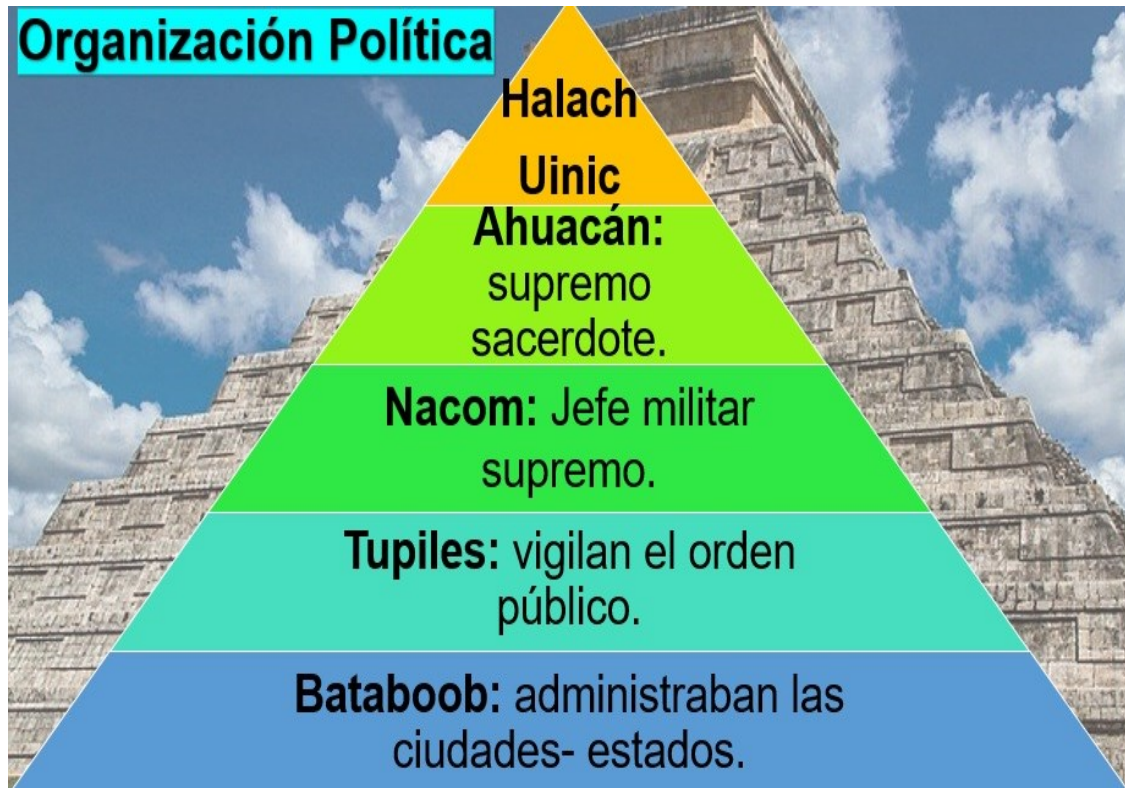 Organización Política
Halach
Uinic
Ahuacán:
supremo
sacerdote.
Nacom: Jefe militar
supremo.
Tupiles: vigilan el orden
público.
Bataboob: administraban las
ciudades- estados.